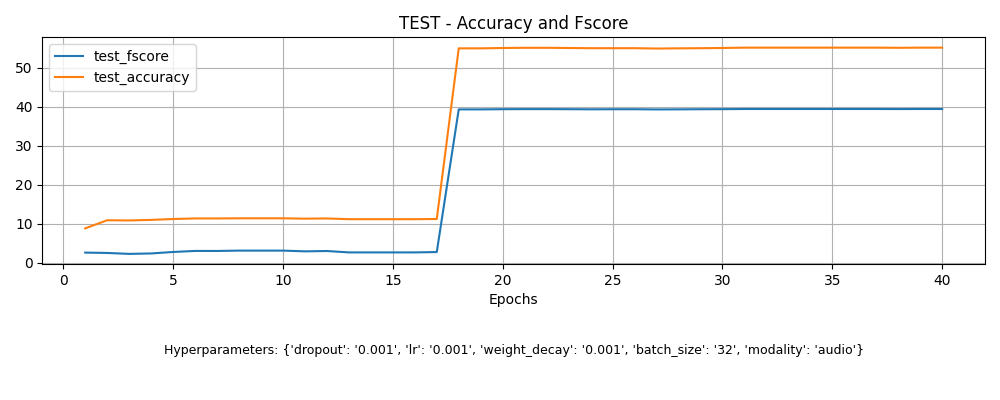 TEST - Accuracy and Fscore
test_fscore
test_accuracy
50
40
30
20
10
0
0 5 10 15 20 25 30 35 40
Epochs
Hyperparameters: {'dropout': '0.001', 'lr': '0.001', 'weight_decay': '0.001', 'batch_size': '32', 'modality': 'audio'}